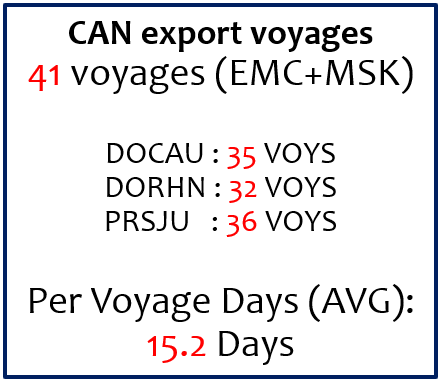 CAN export voyages
41 voyages (EMC+MSK)
DOCAU : 35 VOYS
DORHN : 32 VOYS
PRSJU : 36 VOYS
Per Voyage Days (AVG):
15.2 Days